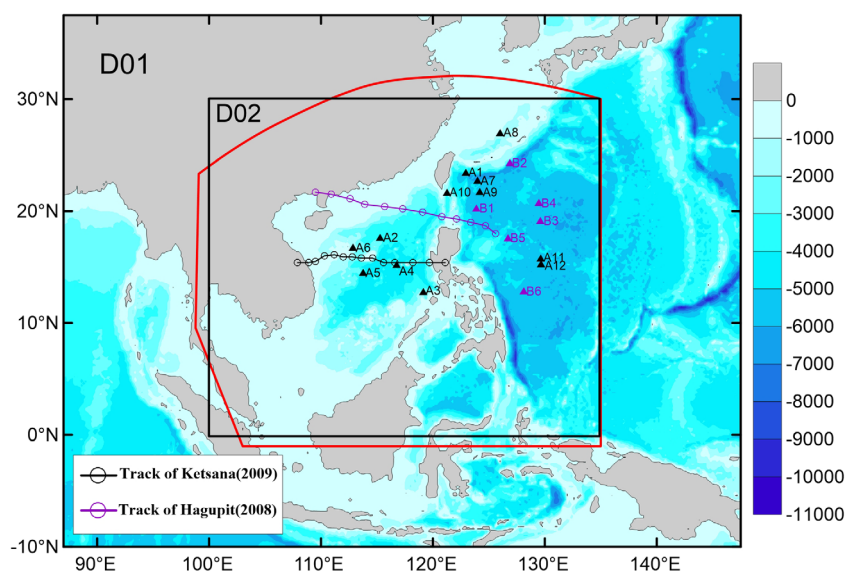 D01
D02
30°N
20°N
10°N
0°N
-10°N
90°E
100°E
110°E
120°E
130°E
140°E
A8
B2
A1
A7
A10
A9
B1
B4
B3
A2
B5
A6
A11
A4
A12
A5
A3
B6
Track of Ketsana(2009)
Track of Hagupit(2008)
0
-1000
-2000
-3000
-4000
-5000
-6000
-7000
-8000
-9000
-10000
-11000